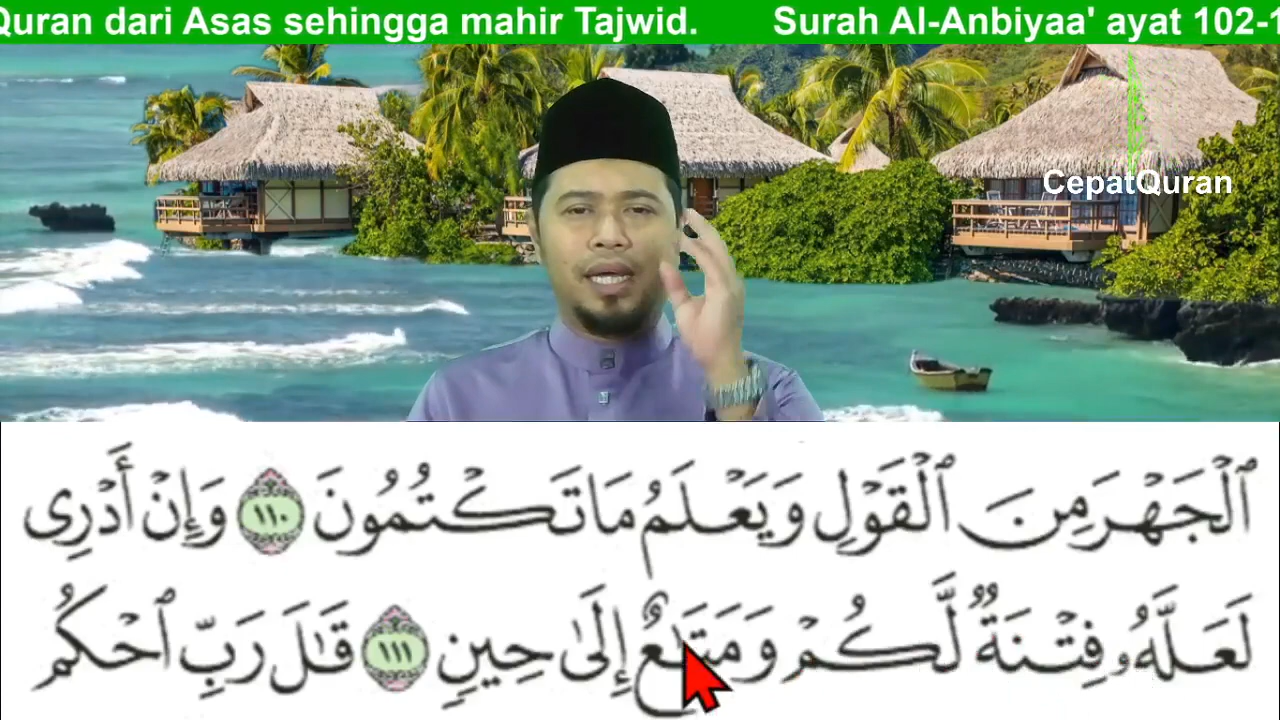 Quran dari Asas sehingga mahir Tajwid. Surah Al-Anbiyaa' ayat 102-1
CepatQuran
ٱلْجَهْرَ مِنَ ٱلْقَوْلِ وَيَعْلَمُ مَا تَكْتُمُونَ ١١٠ وَإِنْ أَدْرِى
لَعَلَّهُۥ فِتْنَةٌ لَّكُمْ وَمَتَـٰعٌ إِلَىٰ حِينٍ ١١١ قَـٰلَ رَبِّ ٱحْكُم